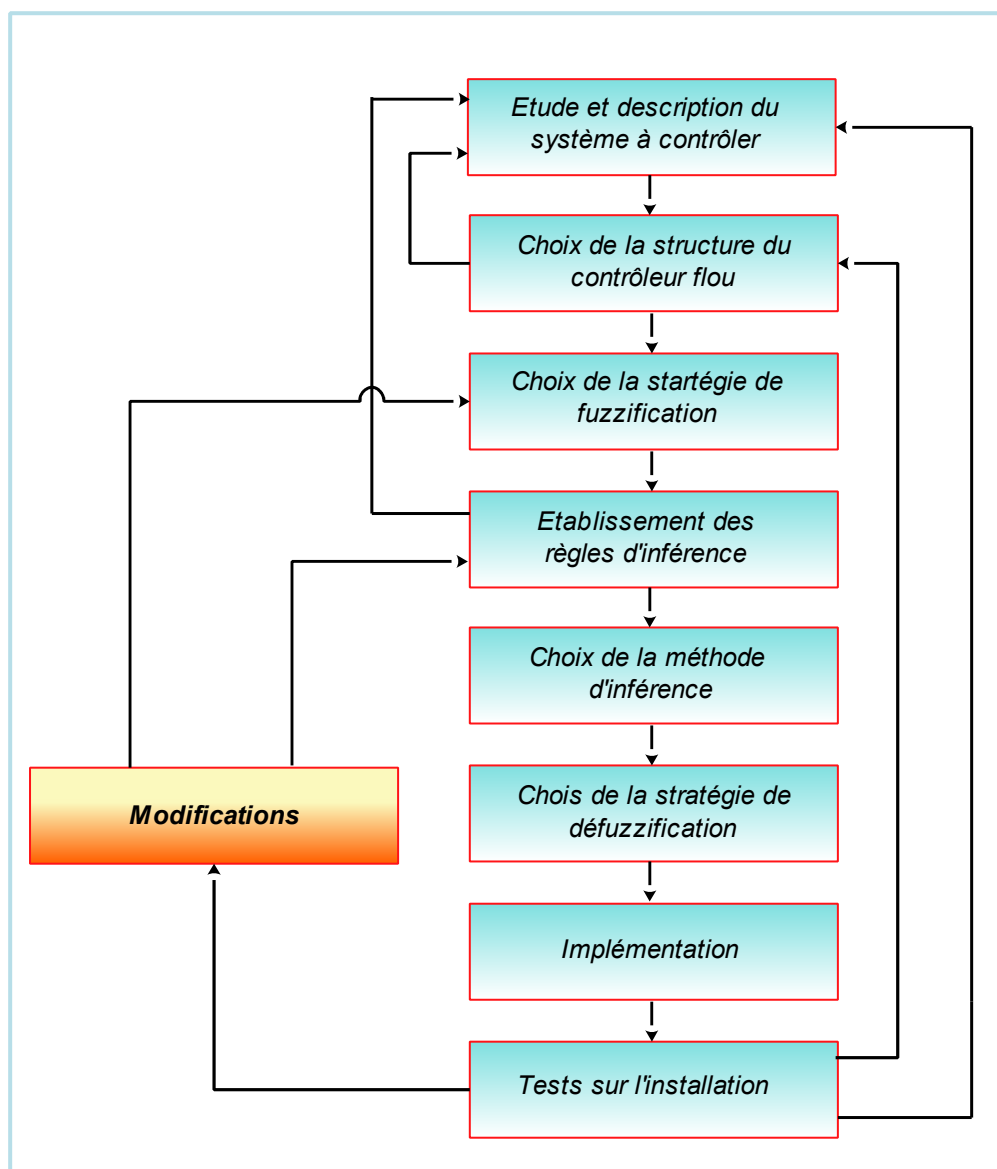 Etude et description du
système à contrôler
Choix de la structure du
contrôleur flou
Choix de la startégie de
fuzzification
Etablissement des
règles d'inférence
Choix de la méthode
d'inférence
Modifications
Chois de la stratégie de
défuzzification
Implémentation
Tests sur l'installation